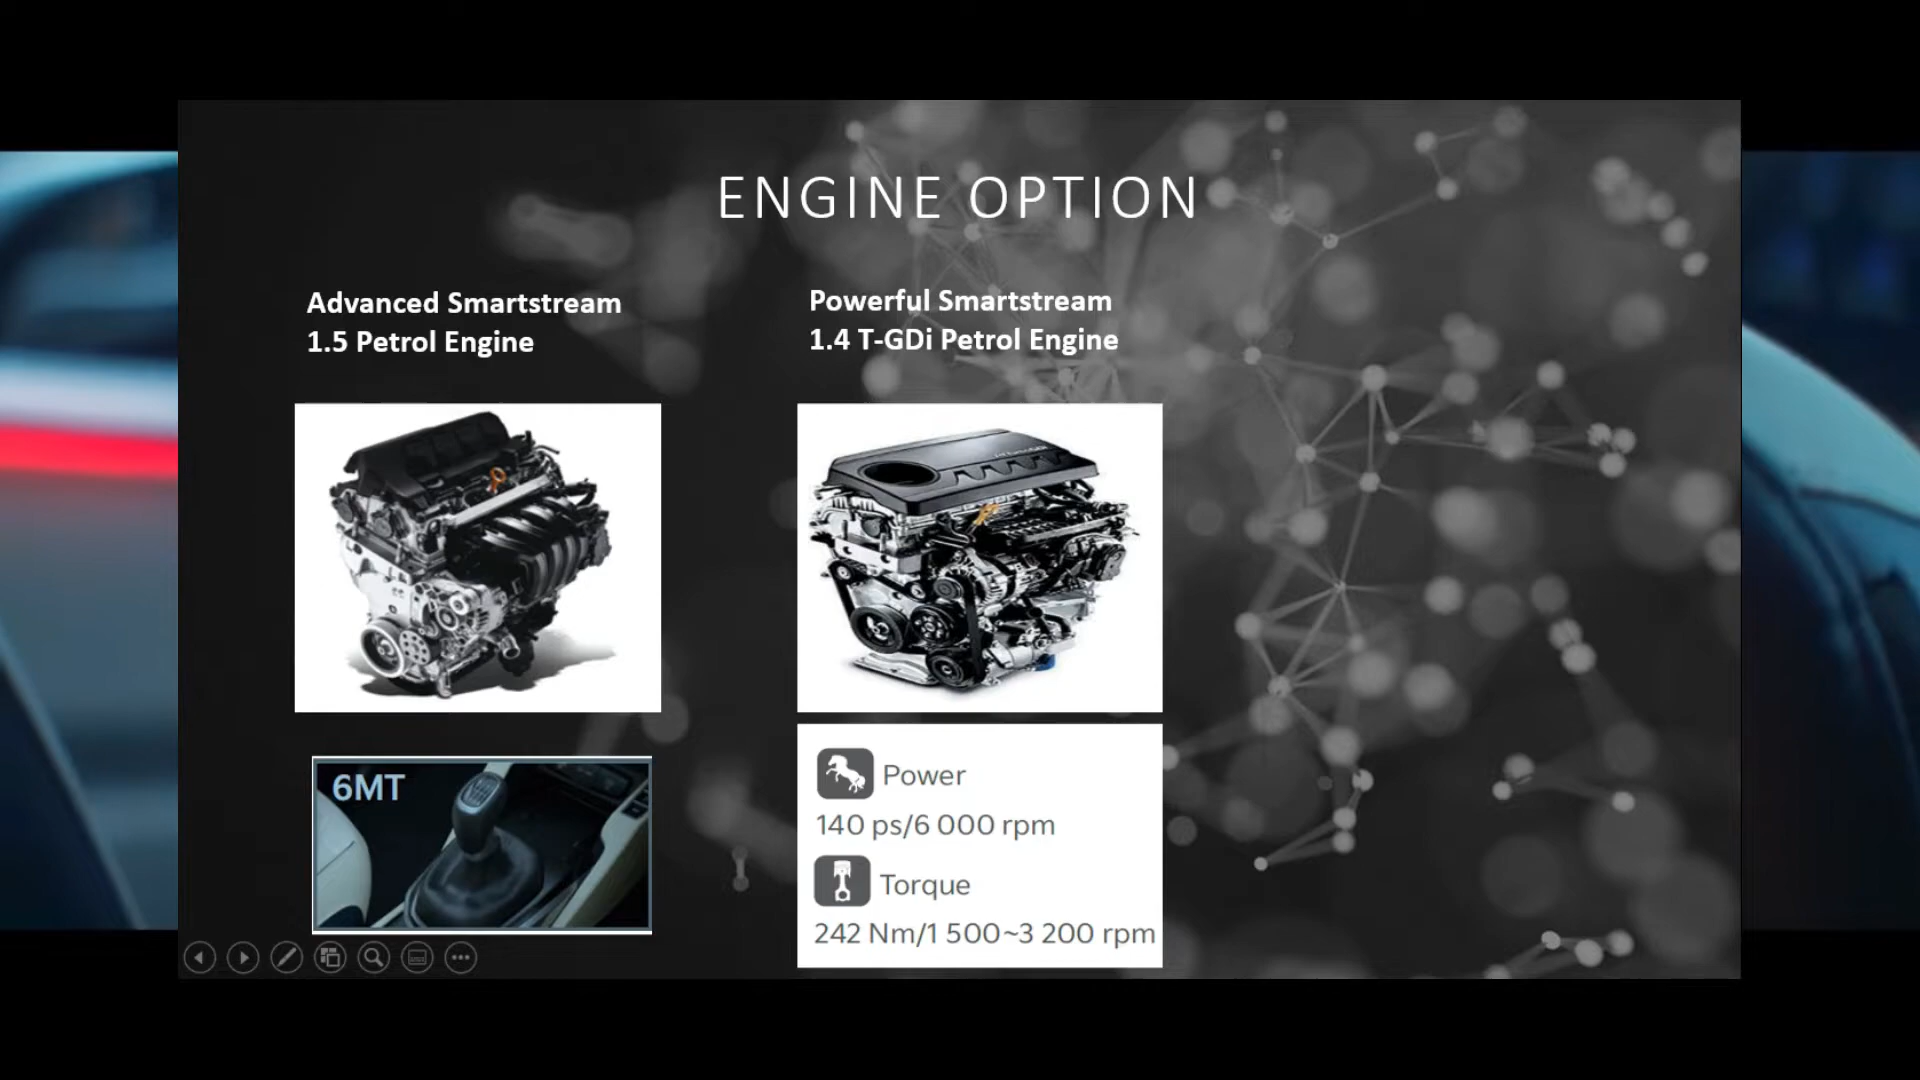 ENGINE OPTION
Advanced Smartstream
1.5 Petrol Engine
Powerful Smartstream
1.4 T-GDi Petrol Engine
6MT
Power
140 ps/6 000 rpm
Torque
242 Nm/1 500~3 200 rpm